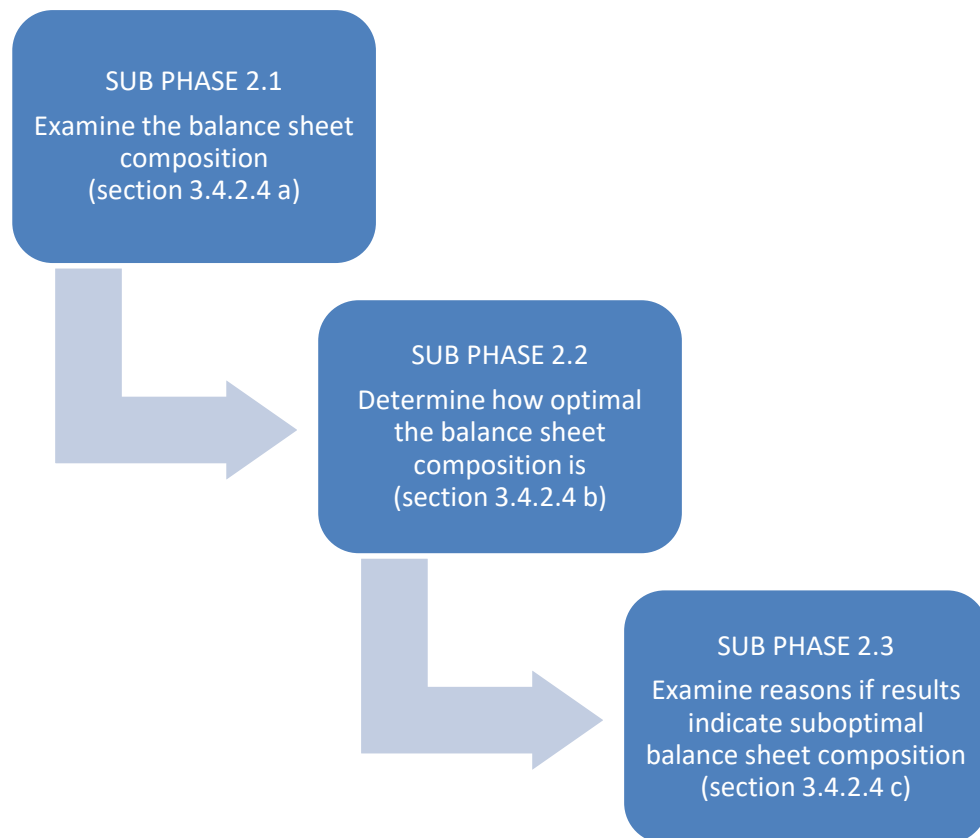 SUB PHASE 2.1
Examine the balance sheet
composition
(section 3.4.2.4 a)
SUB PHASE 2.2
Determine how optimal
the balance sheet
composition is
(section 3.4.2.4 b)
SUB PHASE 2.3
Examine reasons if results
indicate suboptimal
balance sheet composition
(section 3.4.2.4 c)